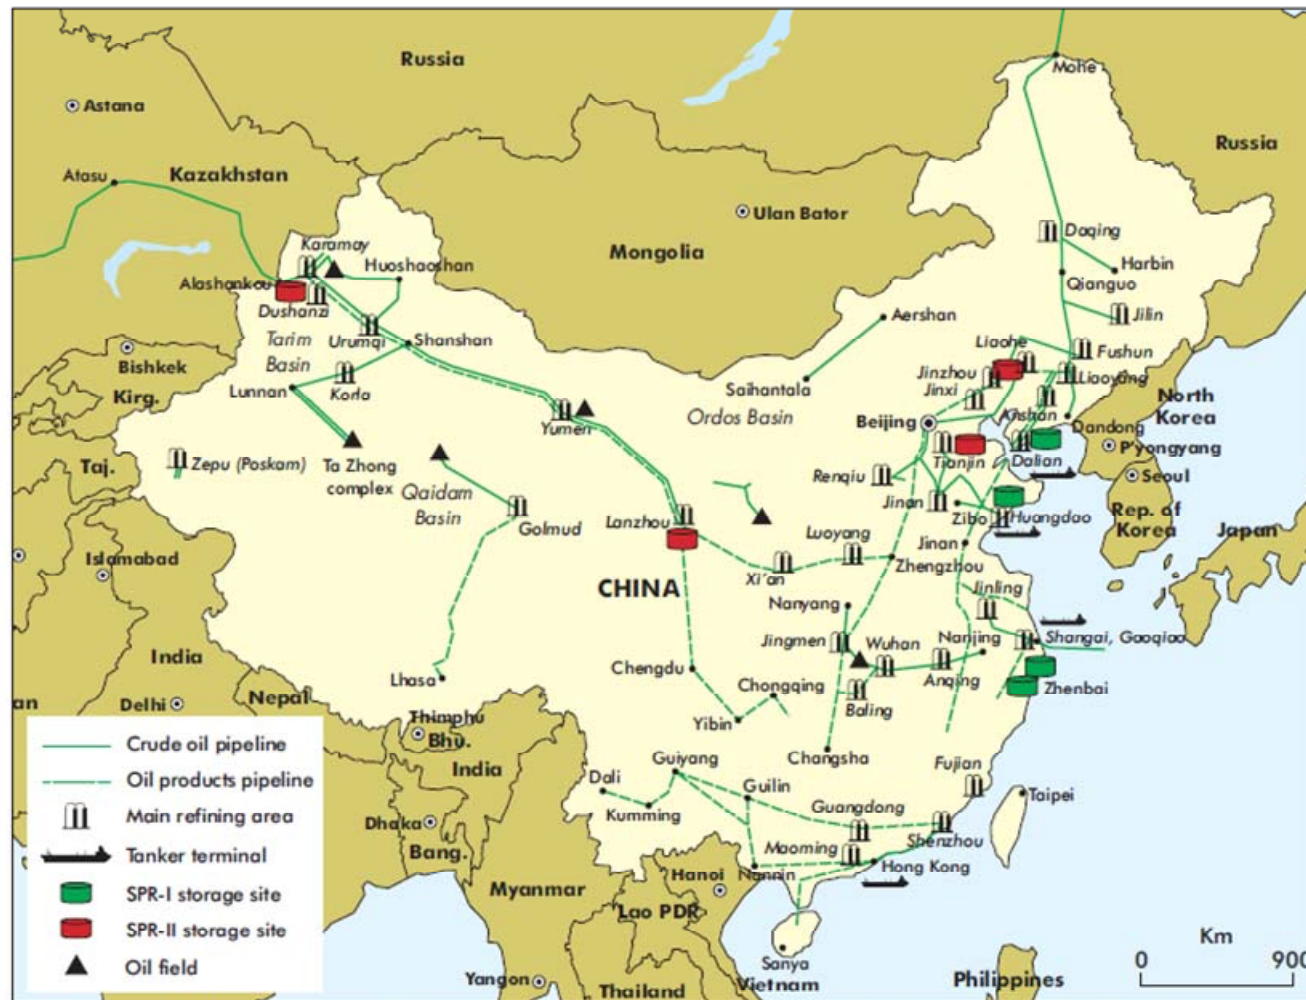 Russia
Mohe
Astana
Russia
Atasu
Kazakhstan
Ulan Bator
Daqing
Karamay
Mongolia
Huoshaoshan
Harbin
Alashankou
Qianguo
Dushanzi
Aershan
Jilin
Tarim
Basin
Urumqi
Shanshan
Liaohe
Fushun
Bishkek
Jinzhou
Liaoyang
Kirg.
Lunnan
Korla
Saihantala
Jinxi
North
Korea
Ordos Basin
Anshan
Beijing
Dandong
Yumen
P'yongyang
Taj.
Zepu (Poskam)
Ta Zhong
complex
Tianjin
Dalian
Seoul
Renqiu
Qaidam
Basin
Jinan
Rep. of
Korea
Golmud
Lanzhou
Zibo
Huangdao
Japan
Luoyang
Jinan
Islamabad
Zhengzhou
Xi'an
CHINA
Jinling
Nanyang
India
Jingmen
Wuhan
Nanjing
Shangai, Gaoqiao
Chengdu
Lhasa
Chongqing
Anqing
Zhenbai
an
Delhi
Nepal
Baling
Thimphu
Bhu.
Yibin
Crude oil pipeline
Changsha
India
Guiyang
Fujian
Oil products pipeline
Dali
Guilin
Taipei
Main refining area
Dhaka
Kumming
Guangdong
Shenzhou
Bang.
Maoming
Tanker terminal
Hanoi
Nannin
Hong Kong
Myanmar
SPR-I storage site
Lao PDR
SPR-II storage site
Km
Oil field
Sanya
0
900
Yangon
Vietnam
Philippines
Thailand